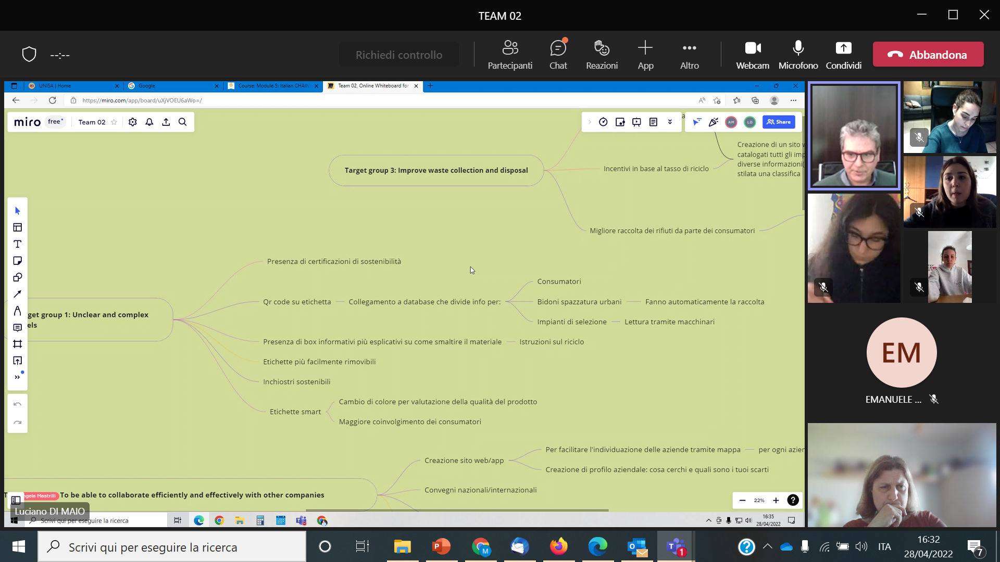 TEAM 02
--:--
Richiedi controllo
Partecipanti
Chat
Reazioni
App
Altro
Webcam
Microfono
Condividi
Abbandona
UNISA | Home
Google
Course: Module 5: Italian CHAIN
Team 02, Online Whiteboard for
https://miro.com/app/board/uXjVOEU6aWo=/
miro
free
Team 02
AM
LD
Share
a
Creazione di un sito w
catalogati tutti gli imp
diverse informazioni(
stilata una classifica
Target group 3: Improve waste collection and disposal
Incentivi in base al tasso di riciclo
Migliore raccolta dei rifiuti da parte dei consumatori
Presenza di certificazioni di sostenibilità
Consumatori
Qr code su etichetta
Collegamento a database che divide info per:
Bidoni spazzatura urbani
Fanno automaticamente la raccolta
get group 1: Unclear and complex
els
Impianti di selezione
Lettura tramite macchinari
Presenza di box informativi più esplicativi su come smaltire il materiale
Istruzioni sul riciclo
Etichette più facilmente rimovibili
Inchiostri sostenibili
Etichette smart
Cambio di colore per valutazione della qualità del prodotto
Maggiore coinvolgimento dei consumatori
Creazione sito web/app
Per facilitare l'individuazione delle aziende tramite mappa
per ogni azien
Creazione di profilo aziendale: cosa cerchi e quali sono i tuoi scarti
Convegni nazionali/internazionali
T
ngela Mastrilli
To be able to collaborate efficiently and effectively with other companies
22%
Luciano DI MAIO
Scrivi qui per eseguire la ricerca
16:35
28/04/2022
EM
EMANUELE ...
Scrivi qui per eseguire la ricerca
P
M
1
ITA
16:32
28/04/2022
7